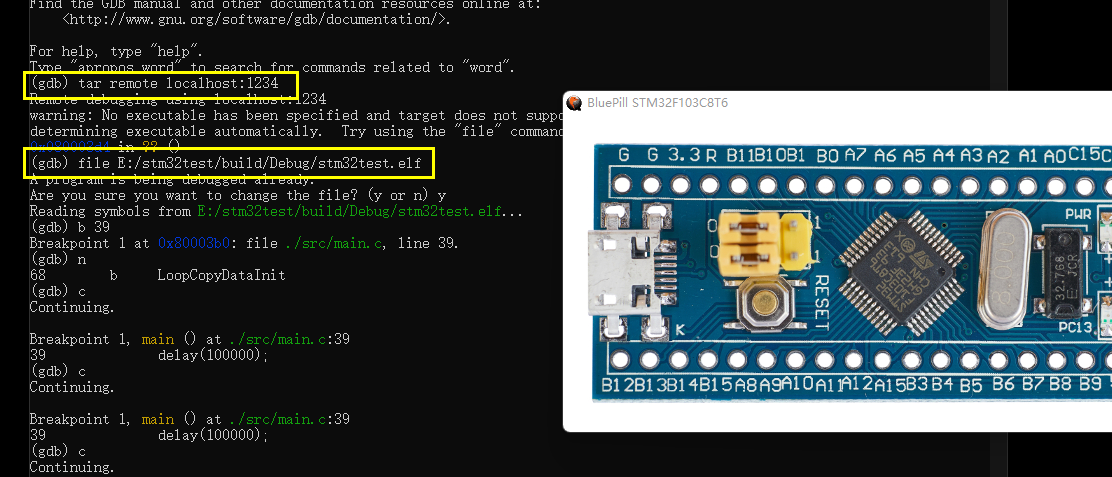 Find the GDB manual and other documentation resources online at:
<http://www.gnu.org/software/gdb/documentation/>.
For help, type "help".
Type "apropos word" to search for commands related to "word".
(gdb) tar remote localhost:1234
Remote debugging using localhost:1234
warning: No executable has been specified and target does not supp
determining executable automatically.  Try using the "file" comman
0x080003d4 in ?? ()
(gdb) file E:/stm32test/build/Debug/stm32test.elf
A program is being debugged already.
Are you sure you want to change the file? (y or n) y
Reading symbols from E:/stm32test/build/Debug/stm32test.elf...
(gdb) b 39
Breakpoint 1 at 0x80003b0: file ./src/main.c, line 39.
(gdb) n
68 b LoopCopyDataInit
(gdb) c
Continuing.
Breakpoint 1, main () at ./src/main.c:39
39 delay(100000);
(gdb) c
Continuing.
Breakpoint 1, main () at ./src/main.c:39
39 delay(100000);
(gdb) c
Continuing.
BluePill STM32F103C8T6
G G 3.3 R B11 B10 B1 B0 A7 A6 A5 A4 A3 A2 A1 A0 C15 C
PWR
0 1
0 1
RESET
32.768
JCR
K
PC13
B12 B13 B14 B15 A8 A9 A10 A11 A12 A15 B3 B4 B5 B6 B7 B8 B9